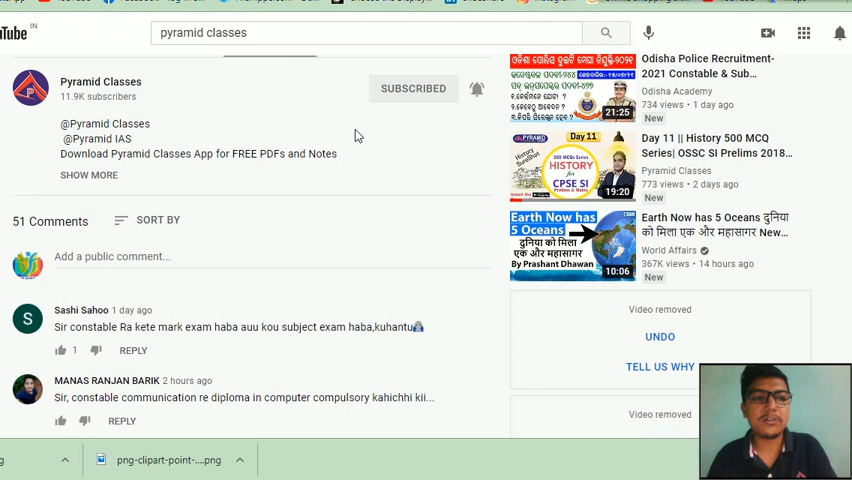 IN
uTube
pyramid classes
Pyramid Classes
11.9K subscribers
SUBSCRIBED
@Pyramid Classes
@Pyramid IAS
Download Pyramid Classes App for FREE PDFs and Notes
SHOW MORE
51 Comments
SORT BY
Add a public comment...
S
Sashi Sahoo 1 day ago
Sir constable Ra kete mark exam haba auu kou subject exam haba,kuhantu
1
REPLY
MANAS RANJAN BARIK 2 hours ago
Sir, constable communication re diploma in computer compulsory kahichhi kii...
REPLY
21:25
Odisha Police Recruitment-
2021 Constable & Sub...
Odisha Academy
734 views • 1 day ago
New
PYRAMID
Day 11
500 MCQs Series
HISTORY
for
CPSE SI
19:20
Day 11 || History 500 MCQ
Series| OSSC SI Prelims 2018...
Pyramid Classes
773 views • 2 days ago
New
Earth Now has
5 Oceans
दुनिया को मिला
एक और महासागर
By Prashant Dhawan
10:06
Earth Now has 5 Oceans दुनिया
को मिला एक और महासागर New...
World Affairs
367K views • 14 hours ago
New
Video removed
UNDO
TELL US WHY
Video removed
png-clipart-point-....png